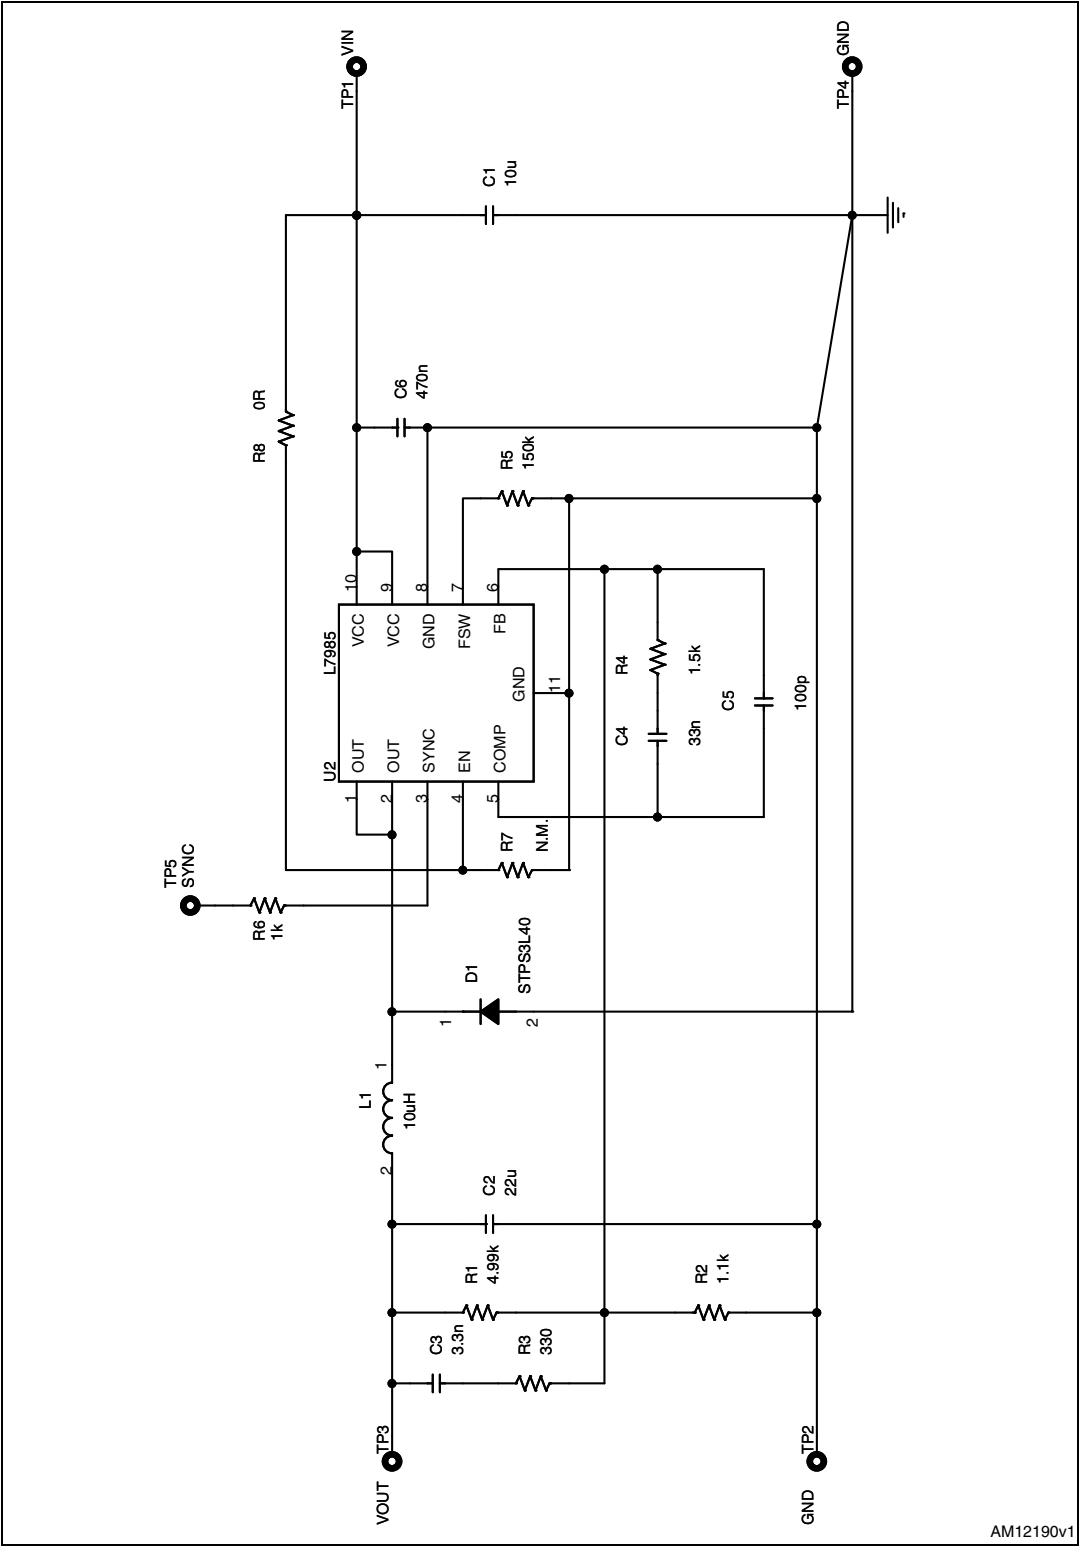 VIN
TP1
GND
TP4
C1
10u
R8 0R
C6
470n
R5
150k
L7985
U2
10
9
8
7
6
VCC
VCC
GND
FSW
FB
GND
11
OUT
OUT
SYNC
EN
COMP
1
2
3
4
5
R4
1.5k
C4
33n
C5
100p
R7
N.M.
TP5
SYNC
R6
1k
D1
STPS3L40
1
2
L1
10uH
1
2
C2
22u
R1
4.99k
R2
1.1k
C3
3.3n
R3
330
TP3
VOUT
TP2
GND
AM12190v1